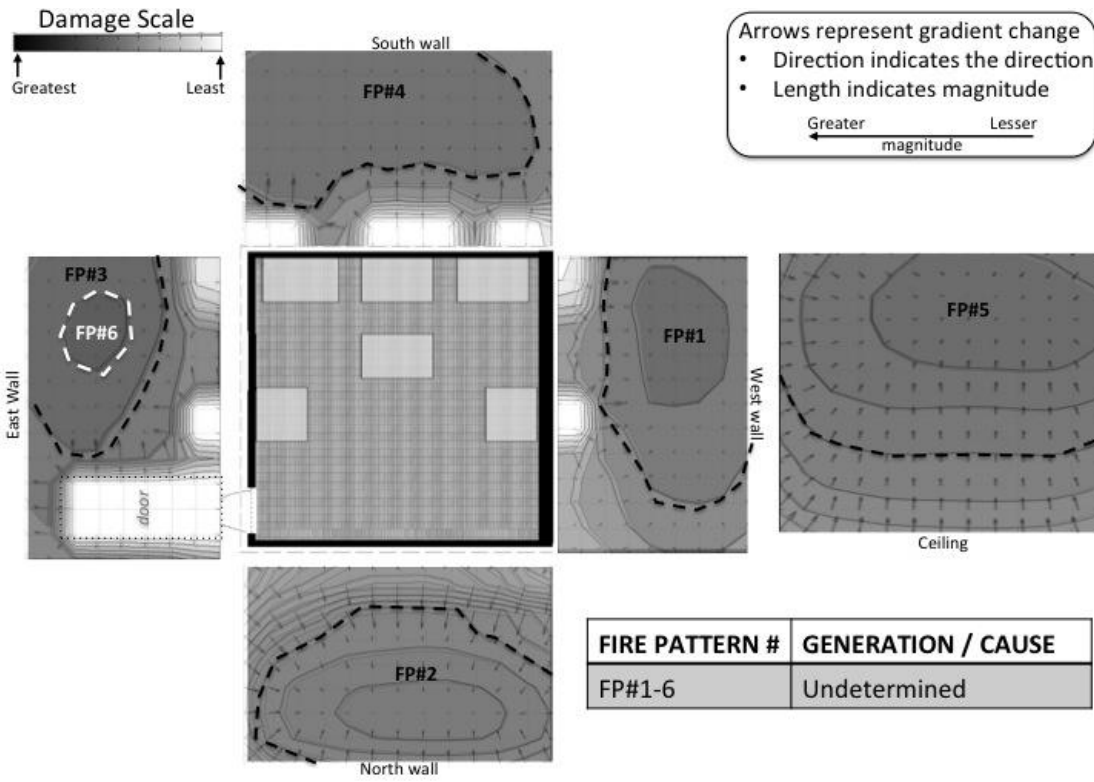 Damage Scale
Greatest
Least
South wall
FP#4
Arrows represent gradient change
• Direction indicates the direction
• Length indicates magnitude
Greater
Lesser
magnitude
East Wall
FP#3
FP#6
door
FP#1
West wall
FP#5
Ceiling
FP#2
North wall
FIRE PATTERN # GENERATION / CAUSE
FP#1-6 Undetermined